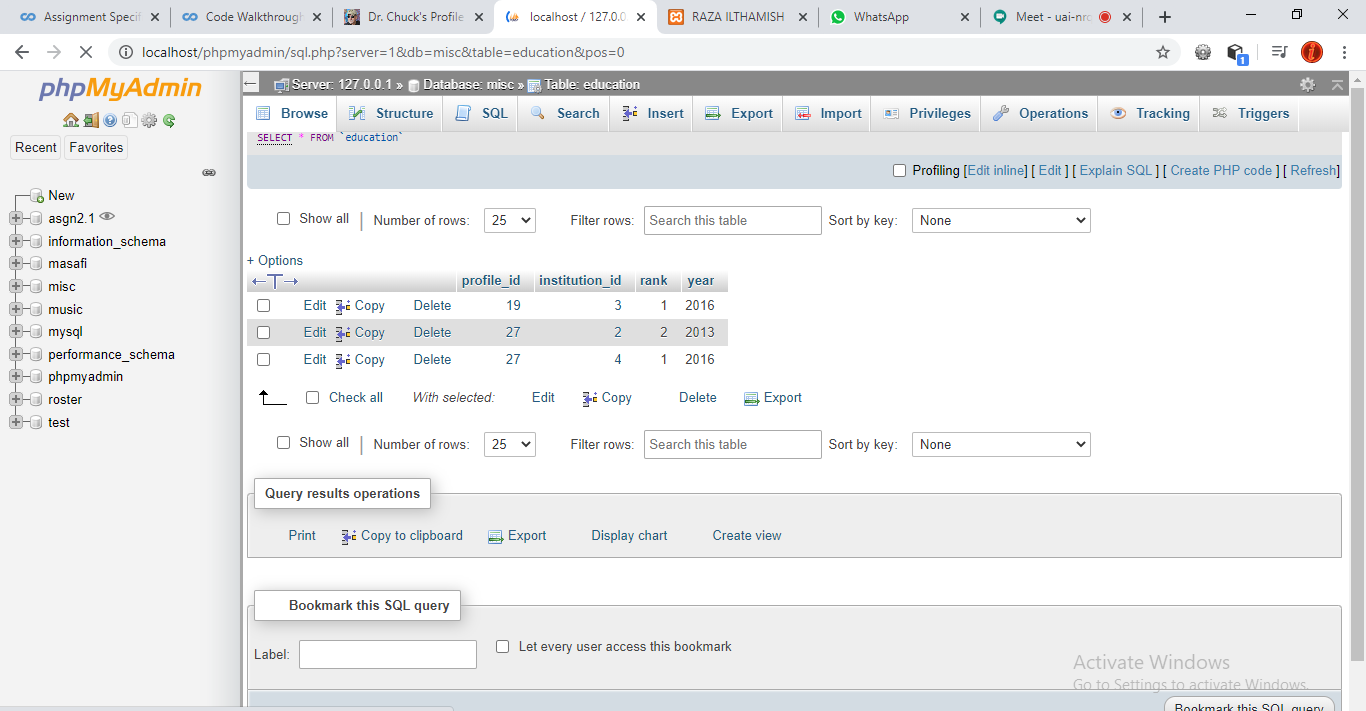 Assignment Specif
Code Walkthroug
Dr. Chuck's Profile
localhost / 127.0.0
RAZA ILTHAMISH
WhatsApp
Meet - uai-nrc
localhost/phpmyadmin/sql.php?server=1&db=misc&table=education&pos=0
1
phpMyAdmin
Recent Favorites
New
asgn2.1
information_schema
masafi
misc
music
mysql
performance_schema
phpmyadmin
roster
test
Server: 127.0.0.1 » Database: misc » Table: education
Browse Structure SQL Search Insert Export Import Privileges Operations Tracking Triggers
SELECT * FROM `education`
Profiling [Edit inline] [ Edit ] [ Explain SQL ] [ Create PHP code ] [ Refresh]
Show all | Number of rows: 25 Filter rows: Search this table Sort by key: None
+ Options
←T→ profile_id institution_id rank year
Edit Copy Delete 19 3 1 2016
Edit Copy Delete 27 2 2 2013
Edit Copy Delete 27 4 1 2016
Check all With selected: Edit Copy Delete Export
Show all | Number of rows: 25 Filter rows: Search this table Sort by key: None
Query results operations
Print Copy to clipboard Export Display chart Create view
Bookmark this SQL query
Label: Let every user access this bookmark
Activate Windows
Go to Settings to activate Windows.
Bookmark this SQL query